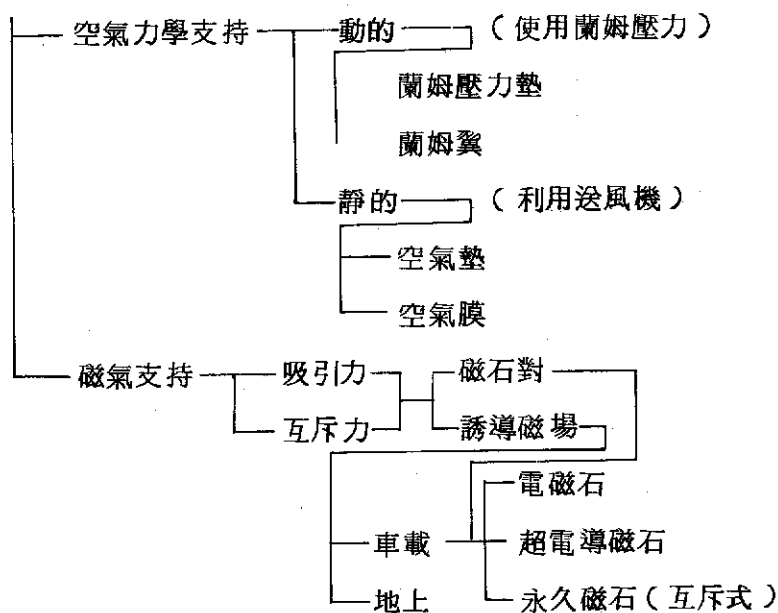 空氣力學支持 動的 （使用蘭姆壓力）
蘭姆壓力墊
蘭姆翼
靜的 （利用送風機）
空氣墊
空氣膜
磁氣支持 吸引力 磁石對
互斥力 誘導磁場
電磁石
車載 超電導磁石
地上 永久磁石（互斥式）